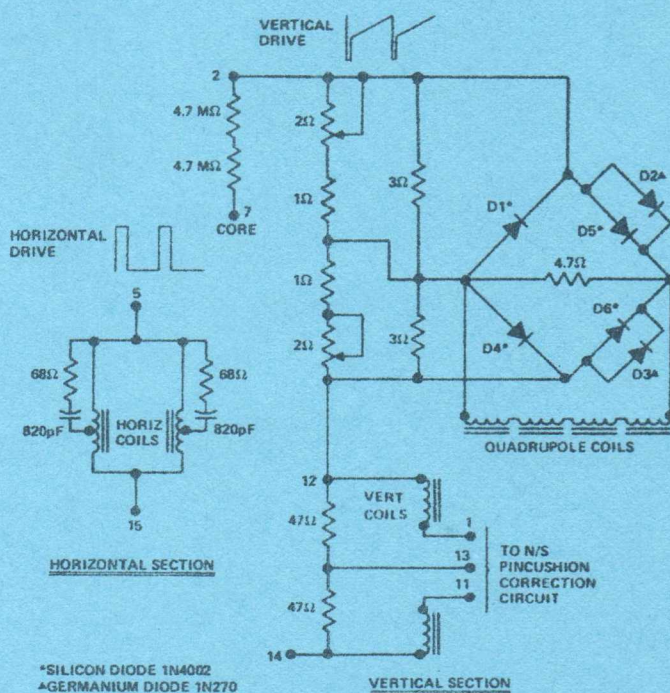 VERTICAL
DRIVE
2
4.7 MΩ
2Ω
4.7 MΩ
3Ω
D2▲
1Ω
D1*
7
CORE
D5*
HORIZONTAL
DRIVE
4.7Ω
1Ω
5
D6*
2Ω
3Ω
D4*
68Ω
68Ω
D3▲
820pF
HORIZ
COILS
820pF
QUADRUPOLE COILS
12
VERT
COILS
15
1
47Ω
HORIZONTAL SECTION
13
TO N/S
PINCUSHION
CORRECTION
CIRCUIT
11
47Ω
14
*SILICON DIODE 1N4002
▲GERMANIUM DIODE 1N270
VERTICAL SECTION